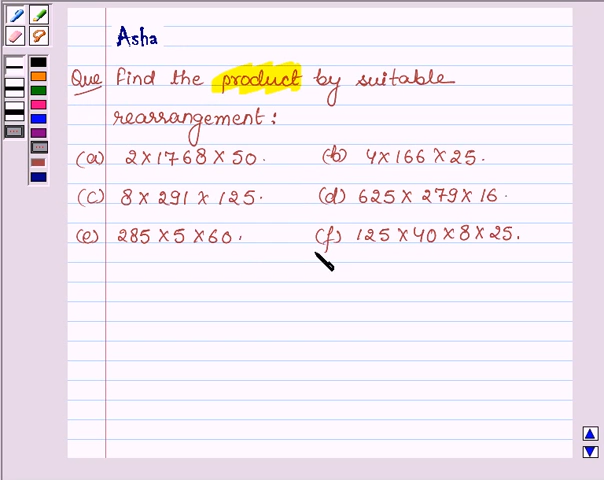 Asha
Que Find the product by suitable
rearrangement:
(a) 2×1768×50. (b) 4×166×25.
(c) 8×291×125. (d) 625×279×16.
(e) 285×5×60. (f) 125×40×8×25.